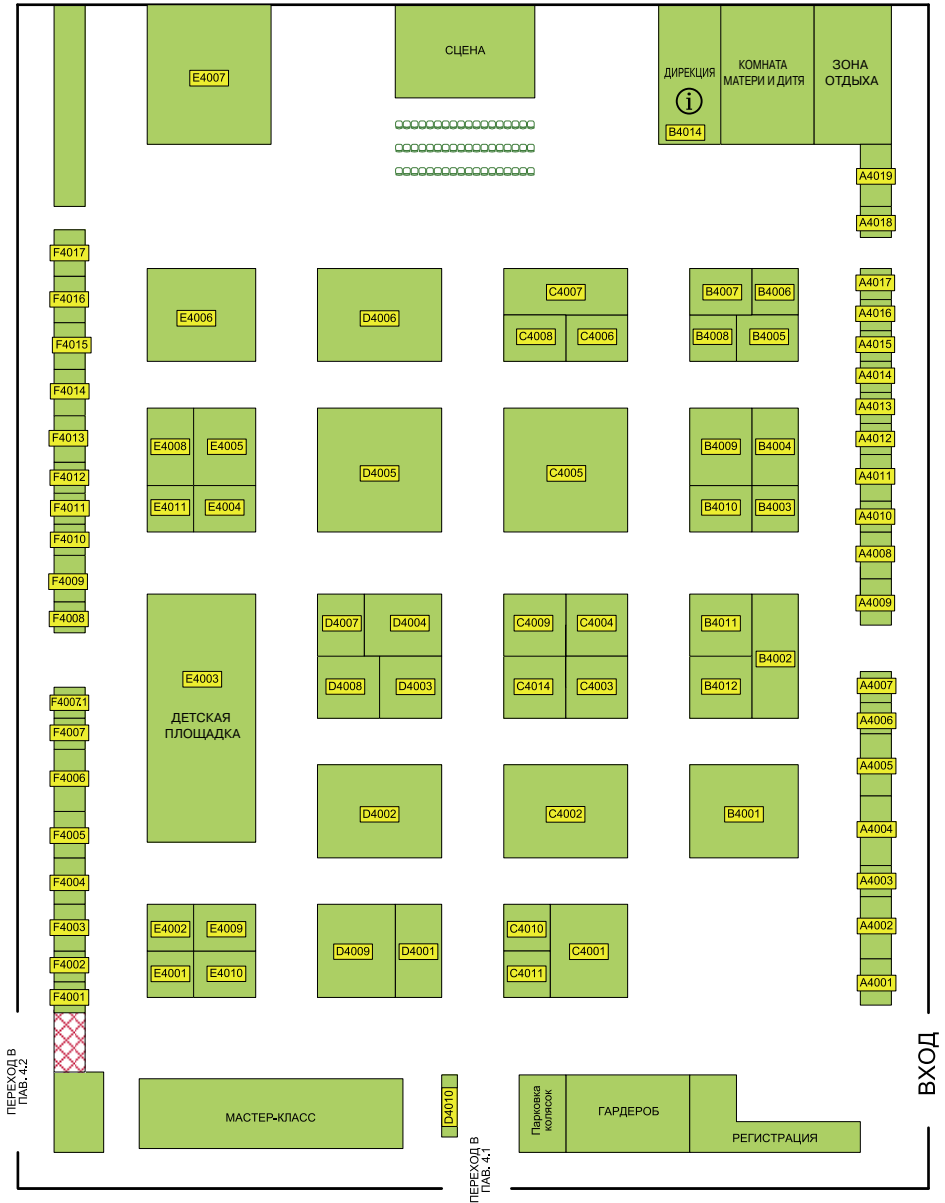 E4007
СЦЕНА
ДИРЕКЦИЯ
i
B4014
КОМНАТА
МАТЕРИ И ДИТЯ
ЗОНА
ОТДЫХА
A4019
A4018
F4017
F4016
F4015
F4014
F4013
F4012
F4011
F4010
F4009
F4008
E4006
D4006
C4007
C4008
C4006
B4007
B4006
B4008
B4005
A4017
A4016
A4015
A4014
A4013
A4012
A4011
A4010
A4008
A4009
E4008
E4005
E4011
E4004
D4005
C4005
B4009
B4004
B4010
B4003
E4003
ДЕТСКАЯ
ПЛОЩАДКА
D4007
D4004
D4008
D4003
C4009
C4004
C4014
C4003
B4011
B4002
B4012
A4007
A4006
A4005
A4004
A4003
A4002
A4001
F4007.1
F4007
F4006
F4005
F4004
F4003
F4002
F4001
D4002
C4002
B4001
E4002
E4009
E4001
E4010
D4009
D4001
C4010
C4011
C4001
ПЕРЕХОД В
ПАВ. 4.2
МАСТЕР-КЛАСС
D4010
ПЕРЕХОД В
ПАВ. 4.1
Парковка
колясок
ГАРДЕРОБ
РЕГИСТРАЦИЯ
ВХОД